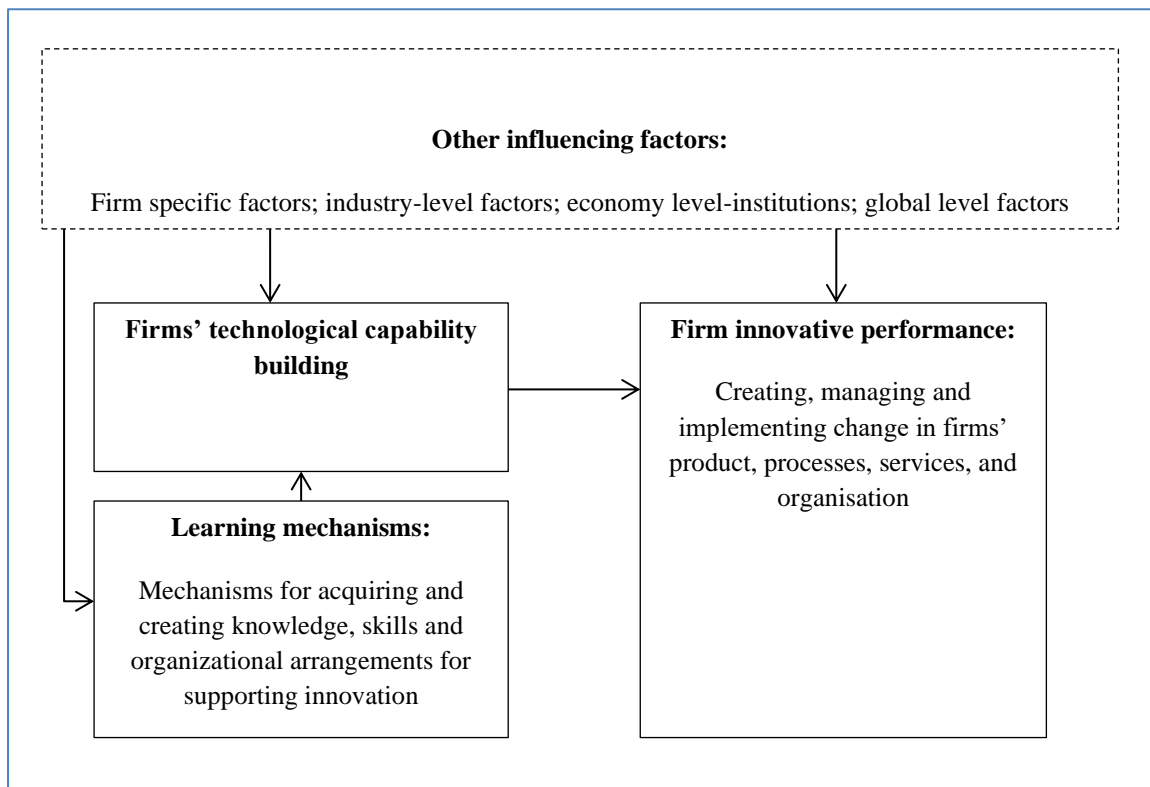 Other influencing factors:
Firm specific factors; industry-level factors; economy level-institutions; global level factors
Firms’ technological capability
building
Firm innovative performance:
Creating, managing and
implementing change in firms’
product, processes, services, and
organisation
Learning mechanisms:
Mechanisms for acquiring and
creating knowledge, skills and
organizational arrangements for
supporting innovation